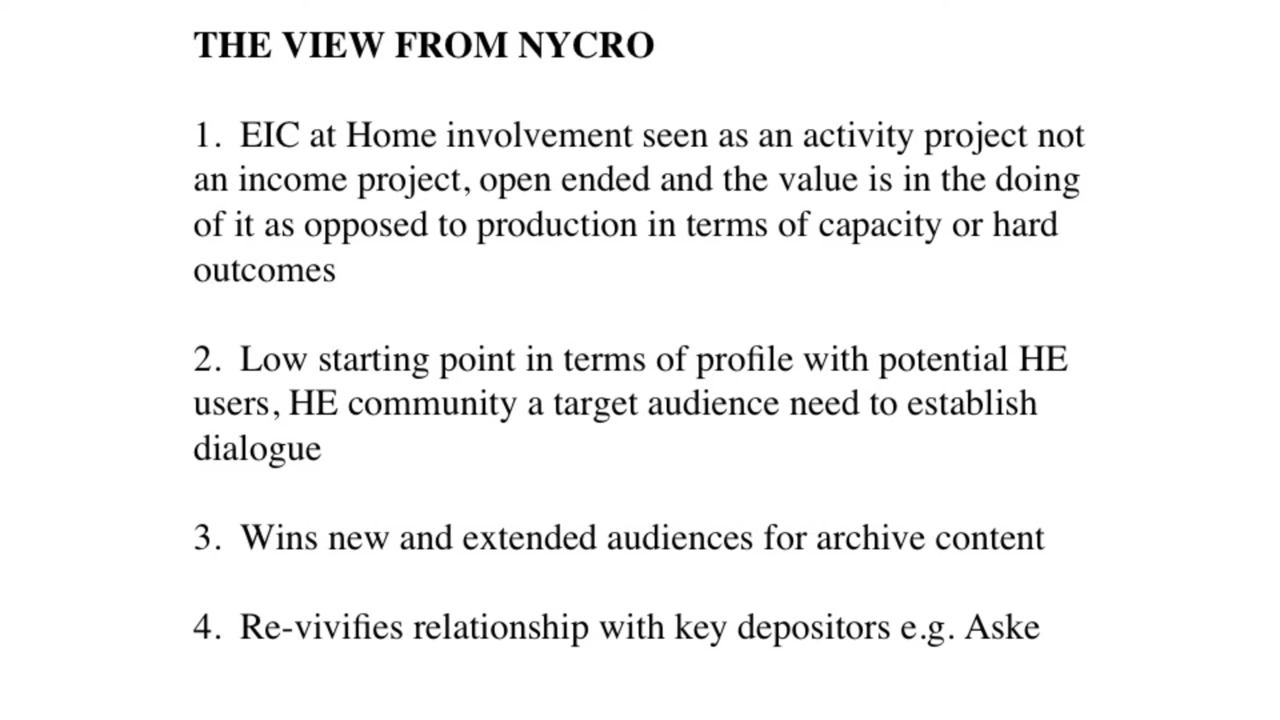 THE VIEW FROM NYCRO
1. EIC at Home involvement seen as an activity project not
an income project, open ended and the value is in the doing
of it as opposed to production in terms of capacity or hard
outcomes
2. Low starting point in terms of profile with potential HE
users, HE community a target audience need to establish
dialogue
3. Wins new and extended audiences for archive content
4. Re-vivifies relationship with key depositors e.g. Aske